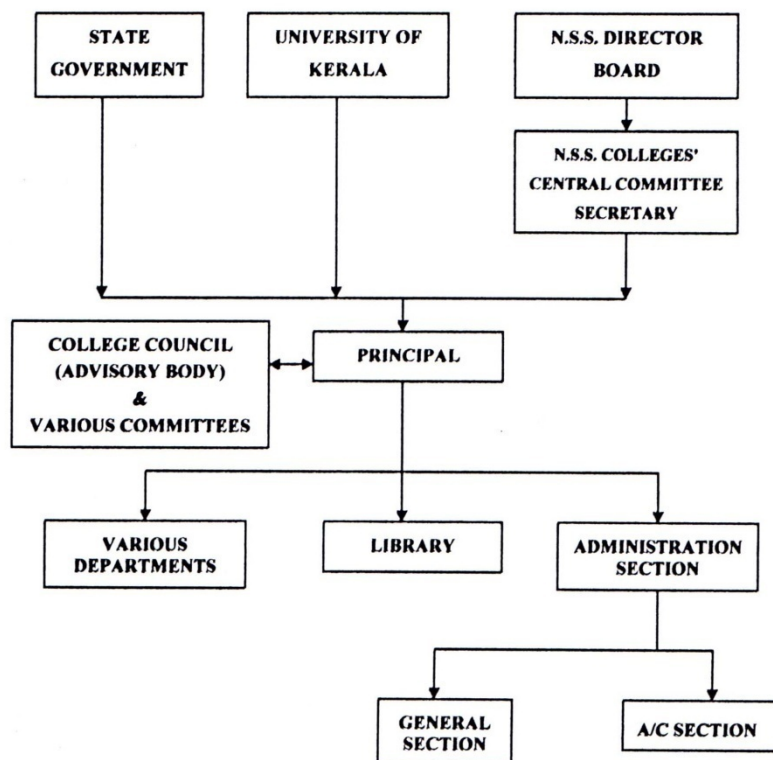 STATE
GOVERNMENT
UNIVERSITY OF
KERALA
N.S.S. DIRECTOR
BOARD
N.S.S. COLLEGES'
CENTRAL COMMITTEE
SECRETARY
COLLEGE COUNCIL
(ADVISORY BODY)
&
VARIOUS COMMITTEES
PRINCIPAL
VARIOUS
DEPARTMENTS
LIBRARY
ADMINISTRATION
SECTION
GENERAL
SECTION
A/C SECTION